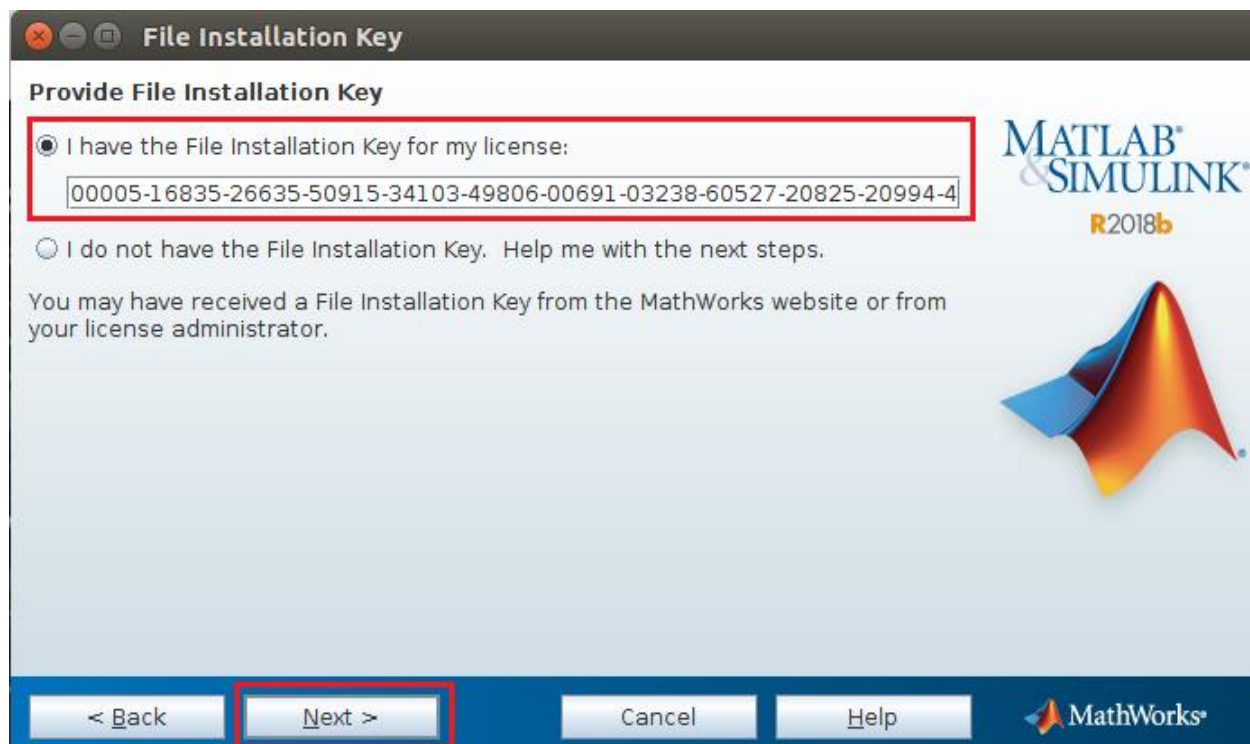 File Installation Key
Provide File Installation Key
I have the File Installation Key for my license:
00005-16835-26635-50915-34103-49806-00691-03238-60527-20825-20994-4
I do not have the File Installation Key. Help me with the next steps.
You may have received a File Installation Key from the MathWorks website or from
your license administrator.
MATLAB®
&SIMULINK®
R2018b
< Back
Next >
Cancel
Help
MathWorks®